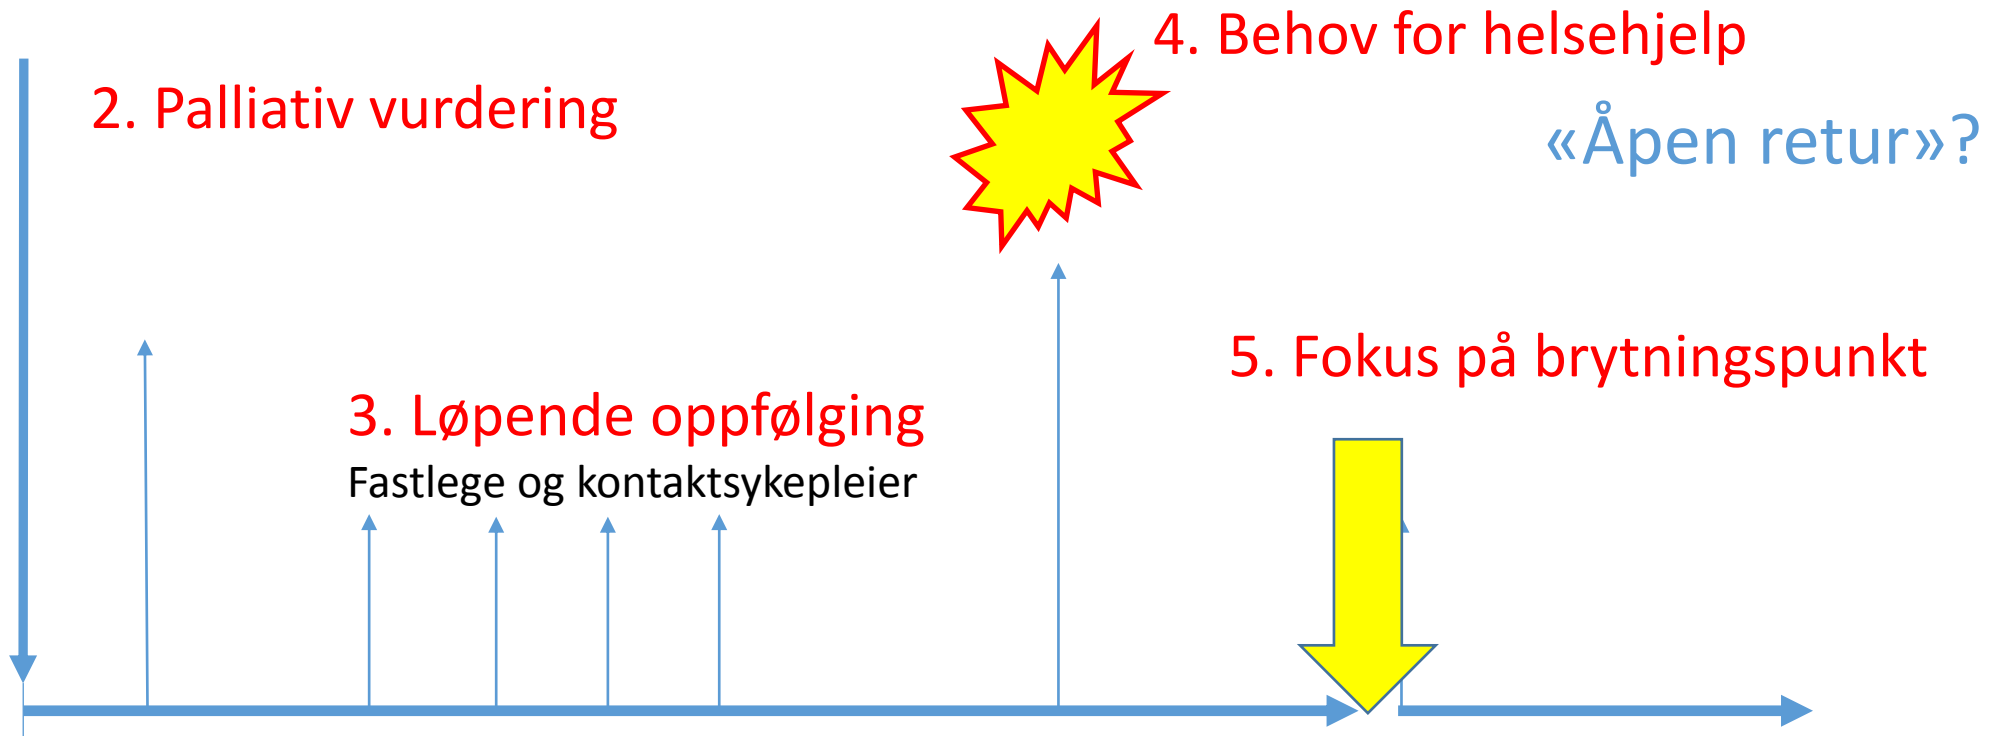 4. Behov for helsehjelp
2. Palliativ vurdering
«Åpen retur»?
5. Fokus på brytningspunkt
3. Løpende oppfølging
Fastlege og kontaktsykepleier